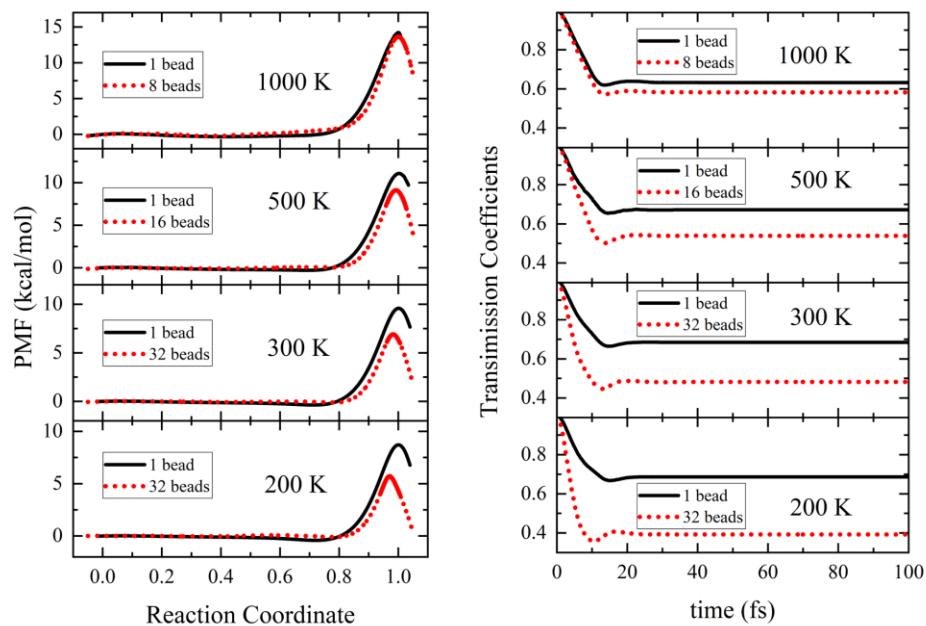 15
10
5
0
1 bead
8 beads
1000 K
10
5
0
1 bead
16 beads
500 K
10
5
0
1 bead
32 beads
300 K
10
5
0
1 bead
32 beads
200 K
0.0 0.2 0.4 0.6 0.8 1.0
Reaction Coordinate
PMF (kcal/mol)
0.8
0.6
0.4
1 bead
8 beads
1000 K
0.8
0.6
0.4
1 bead
16 beads
500 K
0.8
0.6
0.4
1 bead
32 beads
300 K
0.8
0.6
0.4
1 bead
32 beads
200 K
0 20 40 60 80 100
time (fs)
Transimission Coefficients